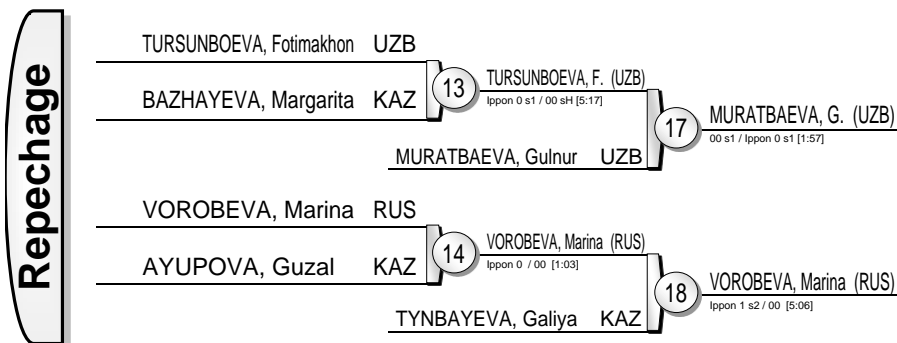 Repechage
TURSUNBOEVA, Fotimakhon UZB
BAZHAYEVA, Margarita KAZ
13
TURSUNBOEVA, F. (UZB)
Ippon 0 s1 / 00 sH [5:17]
MURATBAEVA, Gulnur UZB
17
MURATBAEVA, G. (UZB)
00 s1 / Ippon 0 s1 [1:57]
VOROBEVA, Marina RUS
AYUPOVA, Guzal KAZ
14
VOROBEVA, Marina (RUS)
Ippon 0 / 00 [1:03]
TYNBAYEVA, Galiya KAZ
18
VOROBEVA, Marina (RUS)
Ippon 1 s2 / 00 [5:06]